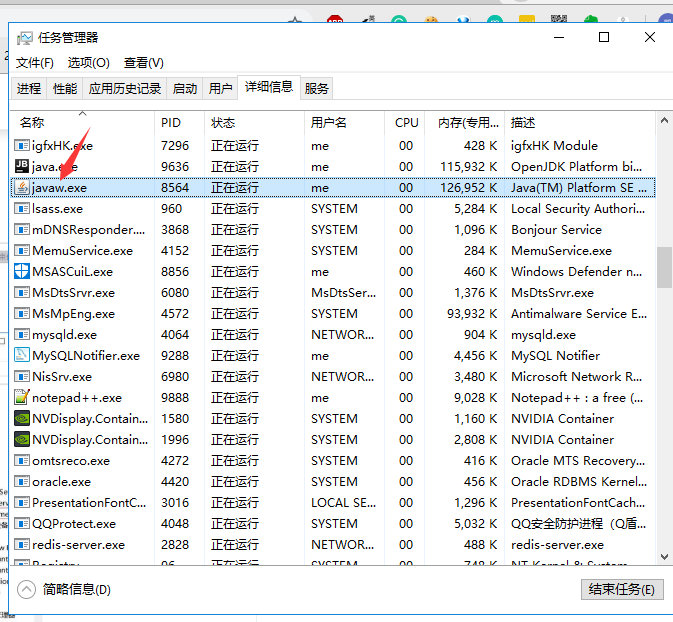 任务管理器
文件(F) 选项(O) 查看(V)
进程 性能 应用历史记录 启动 用户 详细信息 服务
名称 PID 状态 用户名 CPU 内存(专用... 描述
igfxHK.exe 7296 正在运行 me 00 428 K igfxHK Module
java.exe 9636 正在运行 me 00 115,932 K OpenJDK Platform bi...
javaw.exe 8564 正在运行 me 00 126,952 K Java(TM) Platform SE ...
lsass.exe 960 正在运行 SYSTEM 00 5,284 K Local Security Authori...
mDNSResponder.... 3868 正在运行 SYSTEM 00 1,096 K Bonjour Service
MemuService.exe 4152 正在运行 SYSTEM 00 284 K MemuService.exe
MSASCuiL.exe 8856 正在运行 me 00 460 K Windows Defender n...
MsDtsSrvr.exe 6080 正在运行 MsDtsSer... 00 1,376 K MsDtsSrvr.exe
MsMpEng.exe 4572 正在运行 SYSTEM 00 93,932 K Antimalware Service E...
mysqld.exe 4064 正在运行 NETWOR... 00 904 K mysqld.exe
MySQLNotifier.exe 9288 正在运行 me 00 4,456 K MySQL Notifier
NisSrv.exe 6980 正在运行 NETWOR... 00 3,480 K Microsoft Network R...
notepad++.exe 9888 正在运行 me 00 9,028 K Notepad++ : a free (...
NVDisplay.Contain... 1580 正在运行 SYSTEM 00 1,160 K NVIDIA Container
NVDisplay.Contain... 1996 正在运行 SYSTEM 00 2,808 K NVIDIA Container
omtsreco.exe 4272 正在运行 SYSTEM 00 416 K Oracle MTS Recovery...
oracle.exe 4420 正在运行 SYSTEM 00 456 K Oracle RDBMS Kernel...
PresentationFontC... 3016 正在运行 LOCAL SE... 00 1,296 K PresentationFontCach...
QQProtect.exe 4048 正在运行 SYSTEM 00 5,032 K QQ安全防护进程（Q盾...
redis-server.exe 2828 正在运行 NETWOR... 00 488 K redis-server.exe
Registry 96 正在运行 SYSTEM 00 748 K NT Kernel & System
简略信息(D) 结束任务(E)